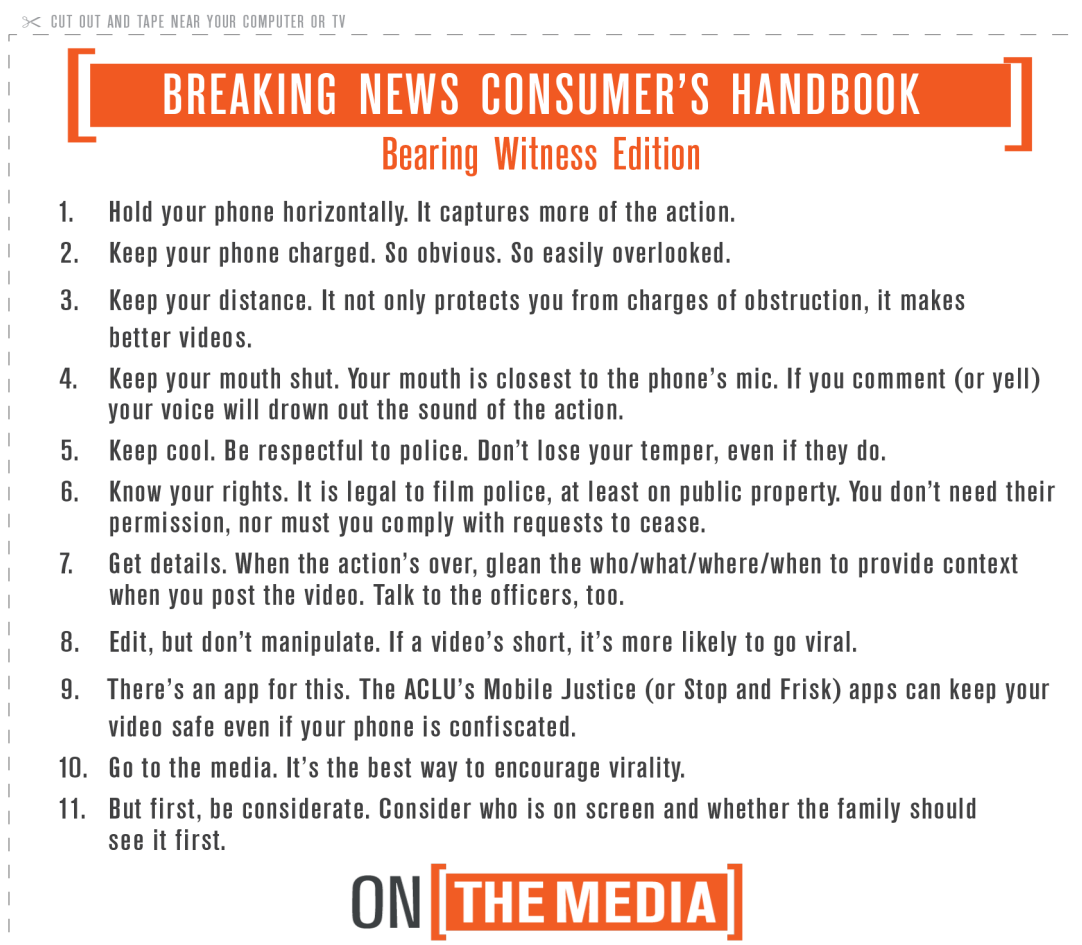 CUT OUT AND TAPE NEAR YOUR COMPUTER OR TV
BREAKING NEWS CONSUMER'S HANDBOOK
Bearing Witness Edition
1. Hold your phone horizontally. It captures more of the action.
2. Keep your phone charged. So obvious. So easily overlooked.
3. Keep your distance. It not only protects you from charges of obstruction, it makes
better videos.
4. Keep your mouth shut. Your mouth is closest to the phone's mic. If you comment (or yell)
your voice will drown out the sound of the action.
5. Keep cool. Be respectful to police. Don't lose your temper, even if they do.
6. Know your rights. It is legal to film police, at least on public property. You don't need their
permission, nor must you comply with requests to cease.
7. Get details. When the action's over, glean the who/what/where/when to provide context
when you post the video. Talk to the officers, too.
8. Edit, but don't manipulate. If a video's short, it's more likely to go viral.
9. There's an app for this. The ACLU's Mobile Justice (or Stop and Frisk) apps can keep your
video safe even if your phone is confiscated.
10. Go to the media. It's the best way to encourage virality.
11. But first, be considerate. Consider who is on screen and whether the family should
see it first.
ON [THE MEDIA]